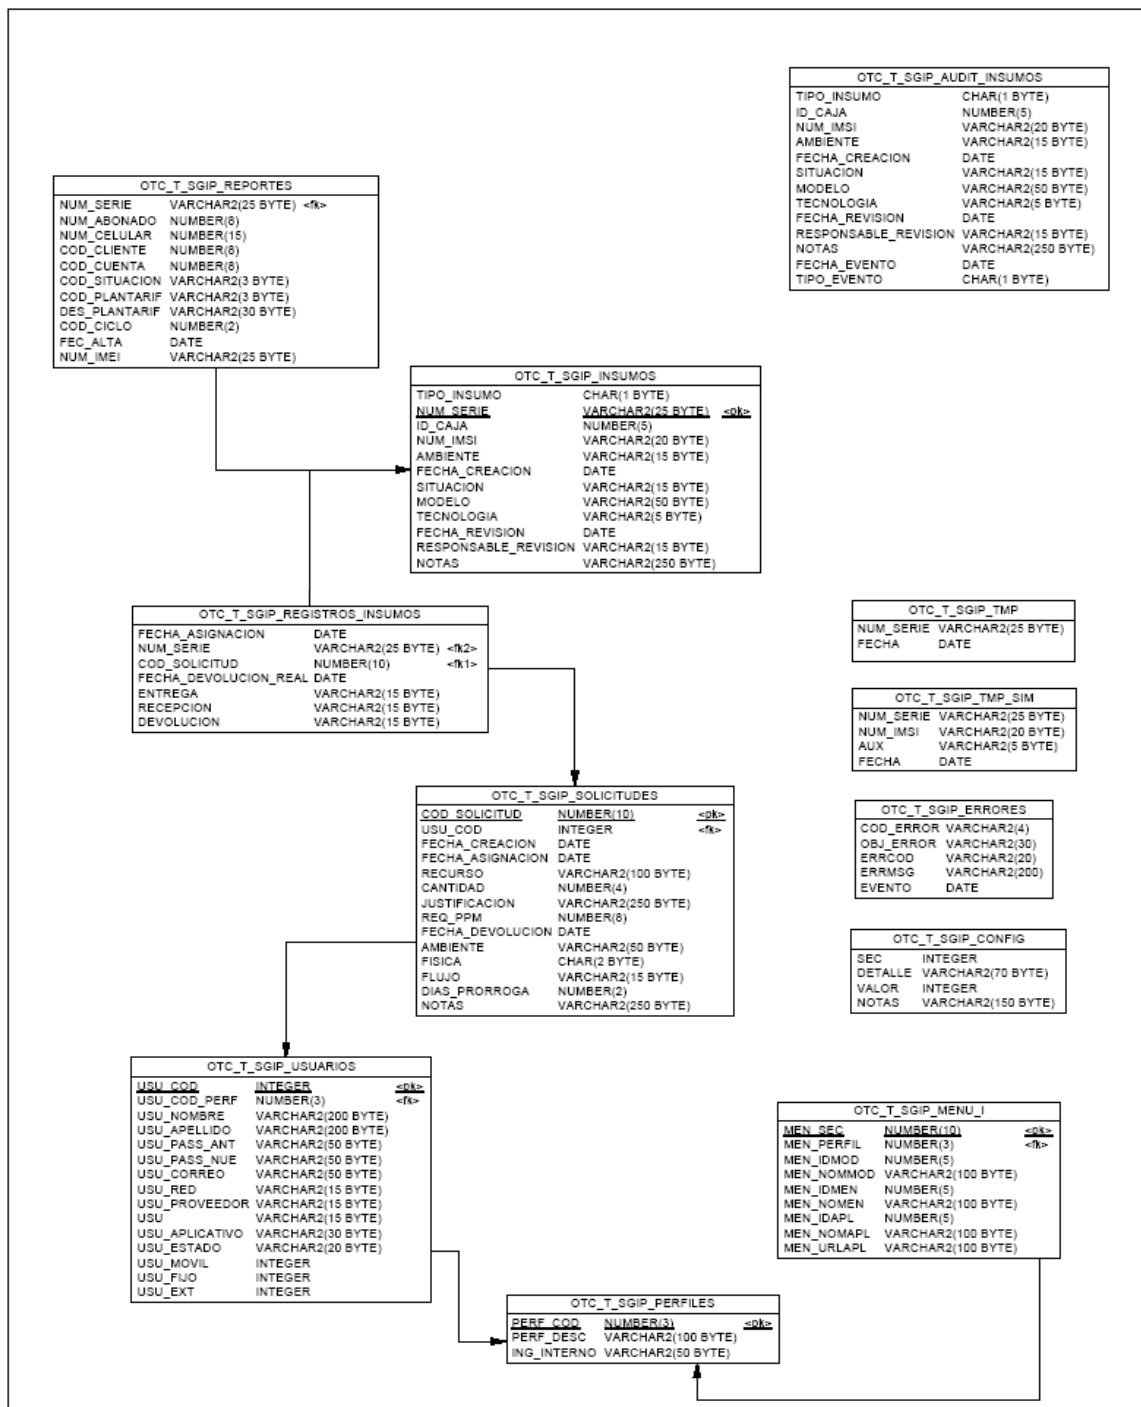 OTC_T_SGIP_AUDIT_INSUMOS
TIPO_INSUMO CHAR(1 BYTE)
ID_CAJA NUMBER(5)
NUM_IMSI VARCHAR2(20 BYTE)
AMBIENTE VARCHAR2(15 BYTE)
FECHA_CREACION DATE
SITUACION VARCHAR2(15 BYTE)
MODELO VARCHAR2(50 BYTE)
TECNOLOGIA VARCHAR2(5 BYTE)
FECHA_REVISION DATE
RESPONSABLE_REVISION VARCHAR2(15 BYTE)
NOTAS VARCHAR2(250 BYTE)
FECHA_EVENTO DATE
TIPO_EVENTO CHAR(1 BYTE)
OTC_T_SGIP_REPORTES
NUM_SERIE VARCHAR2(25 BYTE) <fk>
NUM_ABONADO NUMBER(8)
NUM_CELULAR NUMBER(15)
COD_CLIENTE NUMBER(8)
COD_CUENTA NUMBER(8)
COD_SITUACION VARCHAR2(3 BYTE)
COD_PLANTARIF VARCHAR2(3 BYTE)
DES_PLANTARIF VARCHAR2(30 BYTE)
COD_CICLO NUMBER(2)
FEC_ALTA DATE
NUM_IMEI VARCHAR2(25 BYTE)
OTC_T_SGIP_INSUMOS
TIPO_INSUMO CHAR(1 BYTE)
NUM_SERIE VARCHAR2(25 BYTE) <pk>
ID_CAJA NUMBER(5)
NUM_IMSI VARCHAR2(20 BYTE)
AMBIENTE VARCHAR2(15 BYTE)
FECHA_CREACION DATE
SITUACION VARCHAR2(15 BYTE)
MODELO VARCHAR2(50 BYTE)
TECNOLOGIA VARCHAR2(5 BYTE)
FECHA_REVISION DATE
RESPONSABLE_REVISION VARCHAR2(15 BYTE)
NOTAS VARCHAR2(250 BYTE)
OTC_T_SGIP_REGISTROS_INSUMOS
FECHA_ASIGNACION DATE
NUM_SERIE VARCHAR2(25 BYTE) <fk2>
COD_SOLICITUD NUMBER(10) <fk1>
FECHA_DEVOLUCION_REAL DATE
ENTREGA VARCHAR2(15 BYTE)
RECEPCION VARCHAR2(15 BYTE)
DEVOLUCION VARCHAR2(15 BYTE)
OTC_T_SGIP_TMP
NUM_SERIE VARCHAR2(25 BYTE)
FECHA DATE
OTC_T_SGIP_TMP_SIM
NUM_SERIE VARCHAR2(25 BYTE)
NUM_IMSI VARCHAR2(20 BYTE)
AUX VARCHAR2(5 BYTE)
FECHA DATE
OTC_T_SGIP_SOLICITUDES
COD_SOLICITUD NUMBER(10) <pk>
USU_COD INTEGER <fk>
FECHA_CREACION DATE
FECHA_ASIGNACION DATE
RECURSO VARCHAR2(100 BYTE)
CANTIDAD NUMBER(4)
JUSTIFICACION VARCHAR2(250 BYTE)
REQ_PPM NUMBER(8)
FECHA_DEVOLUCION DATE
AMBIENTE VARCHAR2(50 BYTE)
FISICA CHAR(2 BYTE)
FLUJO VARCHAR2(15 BYTE)
DIAS_PRORROGA NUMBER(2)
NOTAS VARCHAR2(250 BYTE)
OTC_T_SGIP_ERRORES
COD_ERROR VARCHAR2(4)
OBJ_ERROR VARCHAR2(30)
ERRCOD VARCHAR2(20)
ERRMSG VARCHAR2(200)
EVENTO DATE
OTC_T_SGIP_CONFIG
SEC INTEGER
DETALLE VARCHAR2(70 BYTE)
VALOR INTEGER
NOTAS VARCHAR2(150 BYTE)
OTC_T_SGIP_USUARIOS
USU_COD INTEGER <pk>
USU_COD_PERF NUMBER(3) <fk>
USU_NOMBRE VARCHAR2(200 BYTE)
USU_APELLIDO VARCHAR2(200 BYTE)
USU_PASS_ANT VARCHAR2(50 BYTE)
USU_PASS_NUE VARCHAR2(50 BYTE)
USU_CORREO VARCHAR2(50 BYTE)
USU_RED VARCHAR2(15 BYTE)
USU_PROVEEDOR VARCHAR2(15 BYTE)
USU VARCHAR2(15 BYTE)
USU_APLICATIVO VARCHAR2(30 BYTE)
USU_ESTADO VARCHAR2(20 BYTE)
USU_MOVIL INTEGER
USU_FIJO INTEGER
USU_EXT INTEGER
OTC_T_SGIP_MENU_I
MEN_SEC NUMBER(10) <pk>
MEN_PERFIL NUMBER(3) <fk>
MEN_IDMOD NUMBER(5)
MEN_NOMMOD VARCHAR2(100 BYTE)
MEN_IDMEN NUMBER(5)
MEN_NOMEN VARCHAR2(100 BYTE)
MEN_IDAPL NUMBER(5)
MEN_NOMAPL VARCHAR2(100 BYTE)
MEN_URLAPL VARCHAR2(100 BYTE)
OTC_T_SGIP_PERFILES
PERF_COD NUMBER(3) <pk>
PERF_DESC VARCHAR2(100 BYTE)
ING_INTERNO VARCHAR2(50 BYTE)